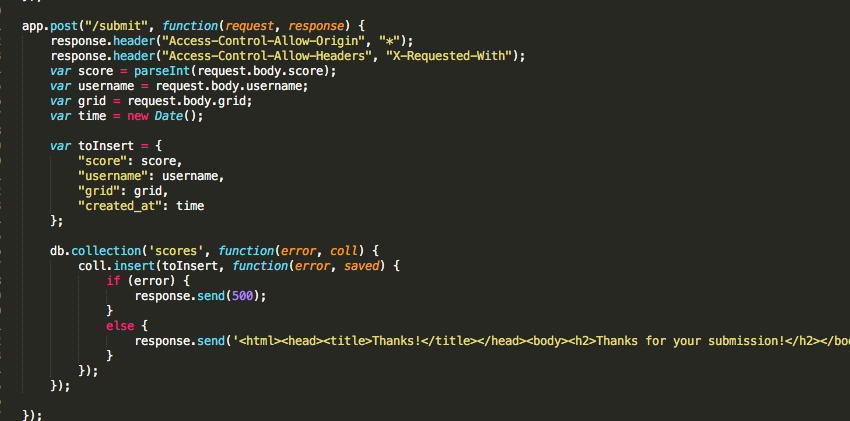 });
app.post("/submit", function(request, response) {
    response.header("Access-Control-Allow-Origin", "*");
    response.header("Access-Control-Allow-Headers", "X-Requested-With");
    var score = parseInt(request.body.score);
    var username = request.body.username;
    var grid = request.body.grid;
    var time = new Date();
    var toInsert = {
        "score": score,
        "username": username,
        "grid": grid,
        "created_at": time
    };
    db.collection('scores', function(error, coll) {
        coll.insert(toInsert, function(error, saved) {
            if (error) {
                response.send(500);
            }
            else {
                response.send('<html><head><title>Thanks!</title></head><body><h2>Thanks for your submission!</h2></bo
            }
        });
    });
});